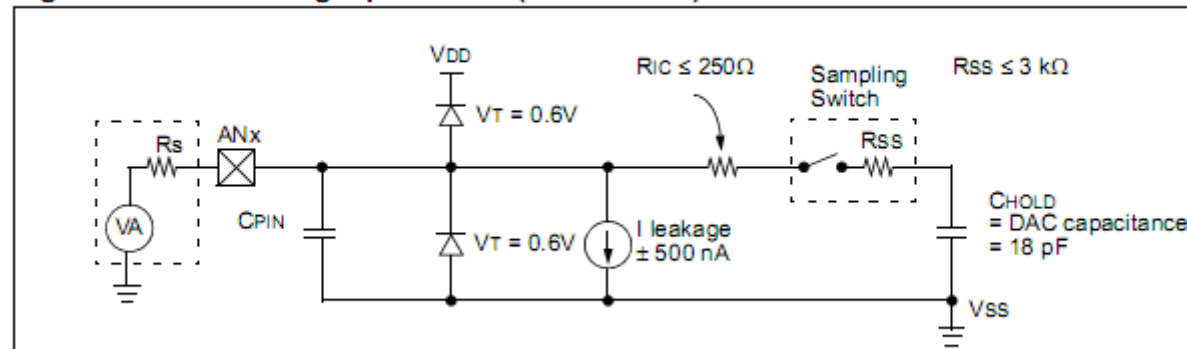 VDD
RIC ≤ 250Ω
Sampling
Switch
RSS ≤ 3 kΩ
VT = 0.6V
Rs
ANx
RSS
VA
CPIN
VT = 0.6V
I leakage
± 500 nA
CHOLD
= DAC capacitance
= 18 pF
VSS